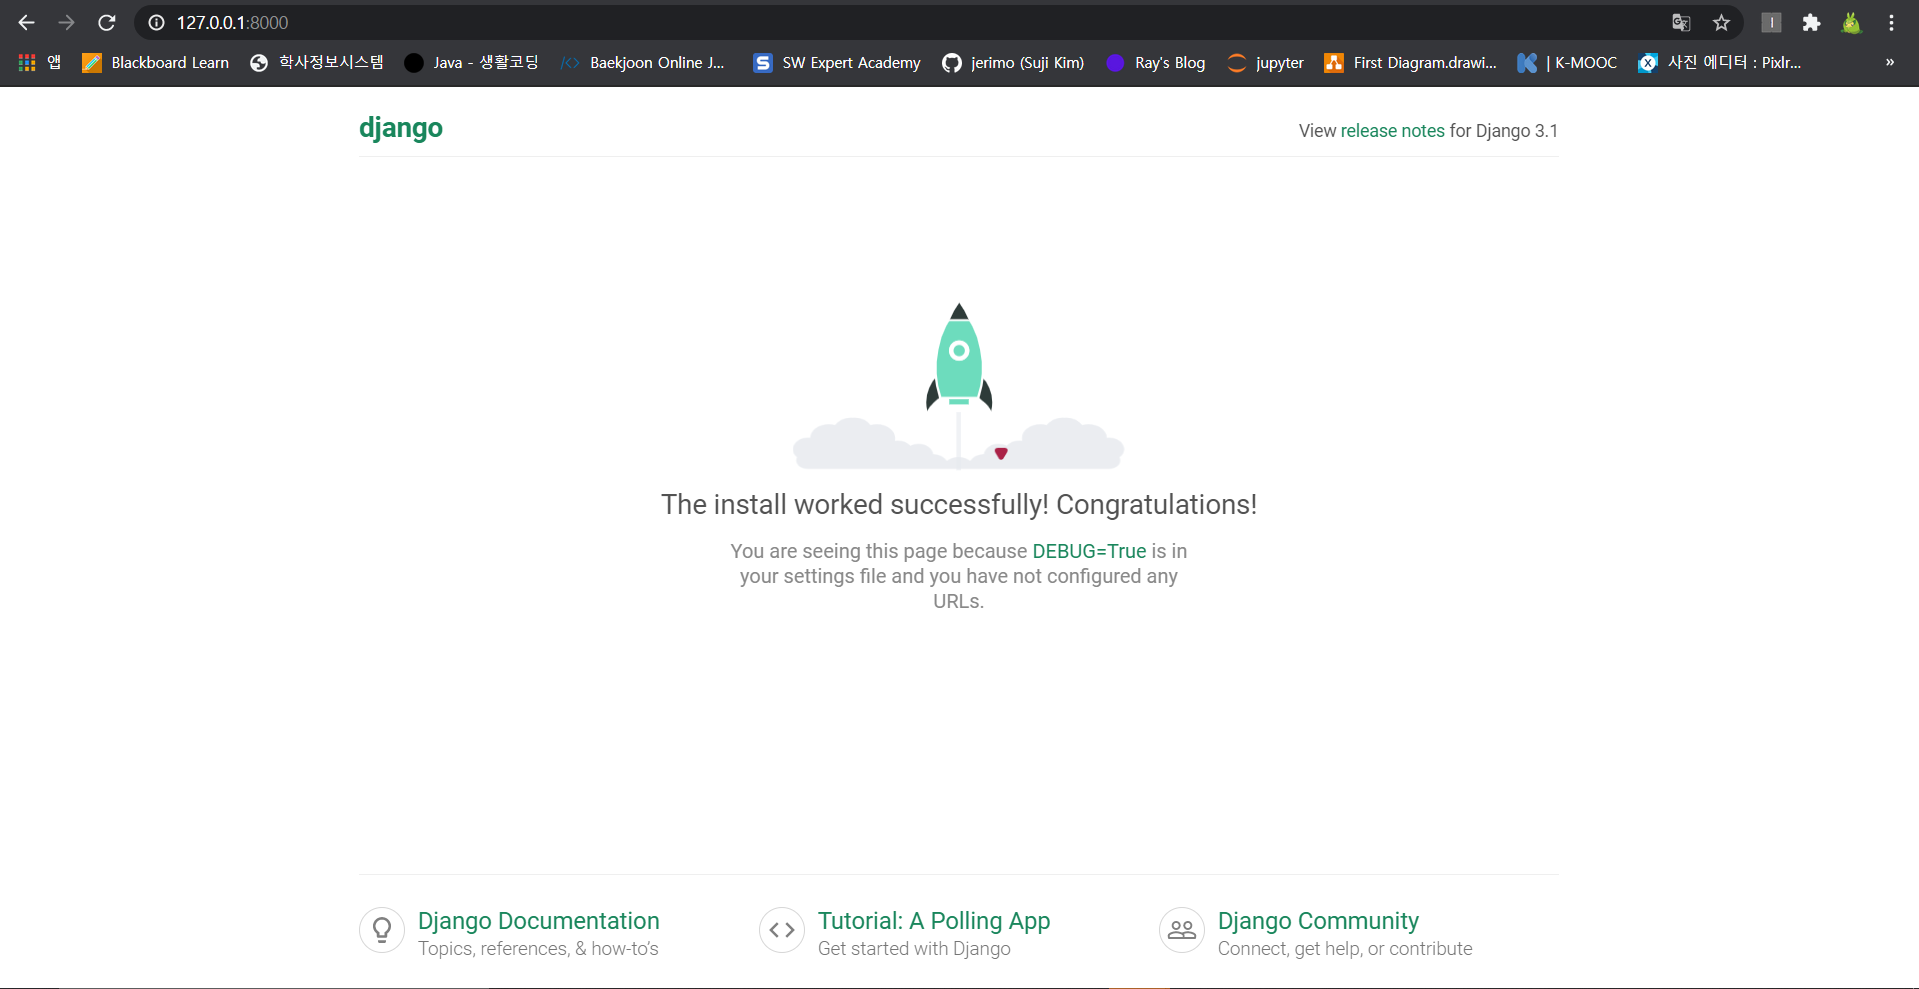 127.0.0.1:8000
앱 Blackboard Learn 학사정보시스템 Java - 생활코딩 Baekjoon Online J... SW Expert Academy jerimo (Suji Kim) Ray's Blog jupyter First Diagram.drawi... | K-MOOC 사진 에디터 : Pixlr... »
django
View release notes for Django 3.1
The install worked successfully! Congratulations!
You are seeing this page because DEBUG=True is in
your settings file and you have not configured any
URLs.
Django Documentation
Topics, references, & how-to’s
Tutorial: A Polling App
Get started with Django
Django Community
Connect, get help, or contribute